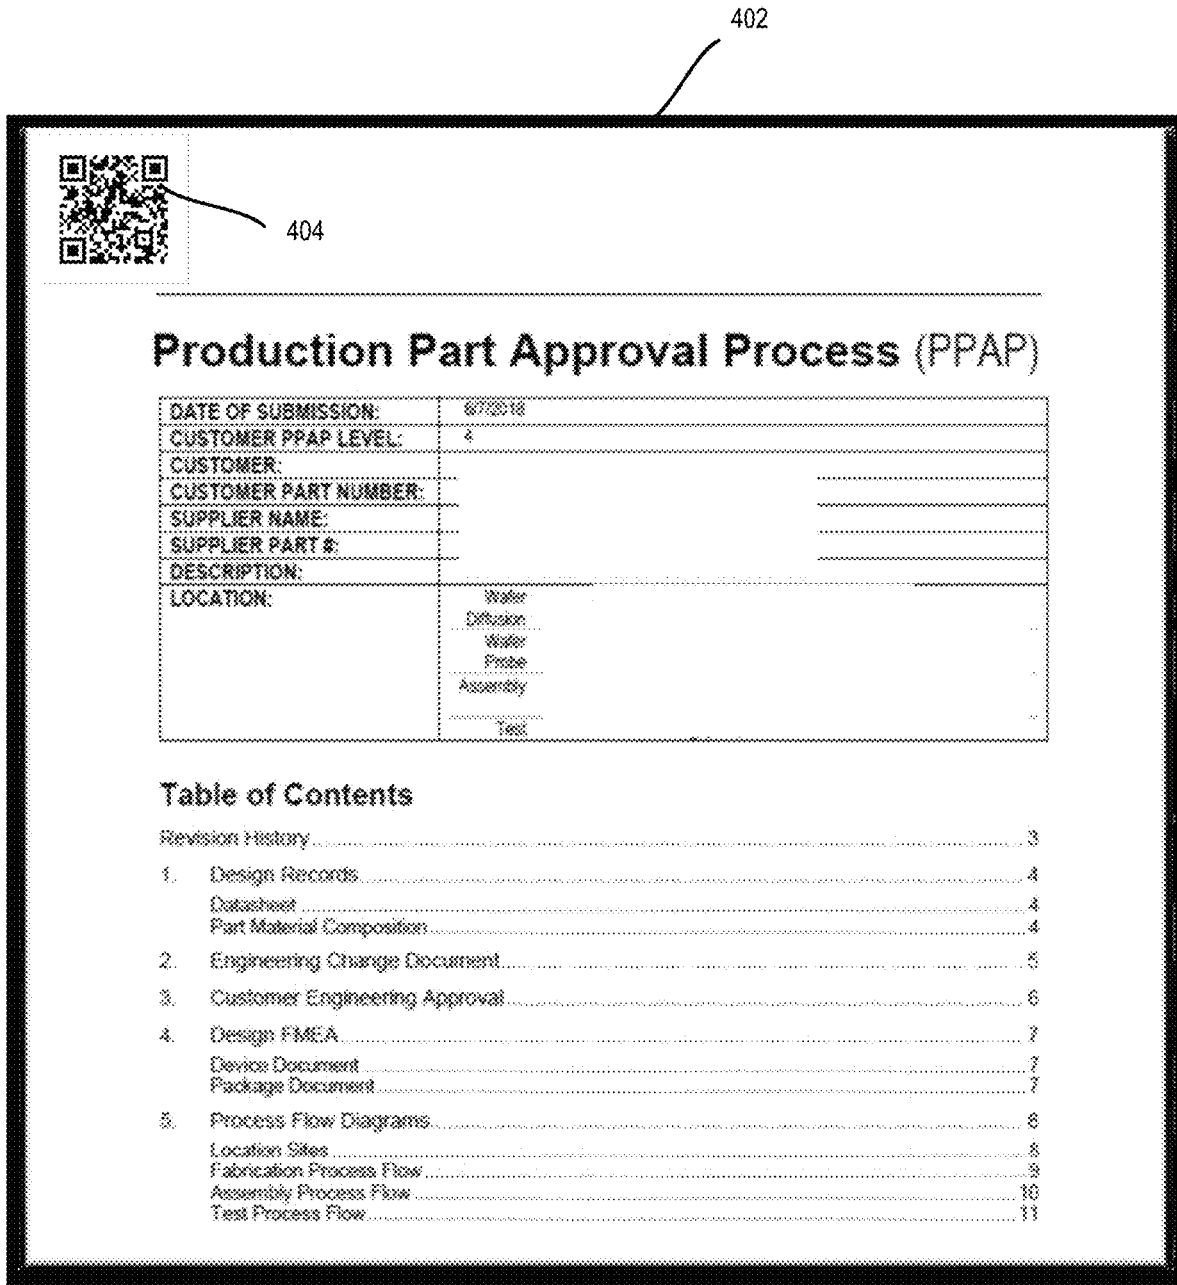 402
404
Production Part Approval Process (PPAP)
DATE OF SUBMISSION: 6/7/2018
CUSTOMER PPAP LEVEL: 4
CUSTOMER:
CUSTOMER PART NUMBER:
SUPPLIER NAME:
SUPPLIER PART #:
DESCRIPTION:
LOCATION: Wafer
Diffusion
Wafer
Probe
Assembly
Test
Table of Contents
Revision History 3
1. Design Records 4
Datasheet 4
Part Material Composition 4
2. Engineering Change Document 5
3. Customer Engineering Approval 6
4. Design FMEA 7
Device Document 7
Package Document 7
5. Process Flow Diagrams 8
Location Sites 8
Fabrication Process Flow 9
Assembly Process Flow 10
Test Process Flow 11